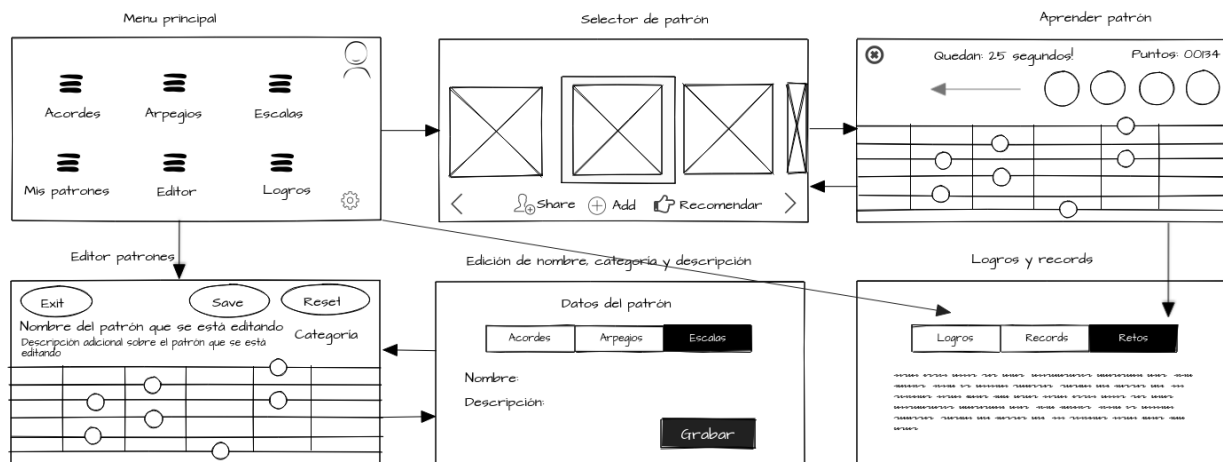 Menu principal
Acordes
Arpegios
Escalas
Mis patrones
Editor
Logros
Selector de patrón
Share
Add
Recomendar
Aprender patrón
Quedan: 25 segundos!
Puntos: 00134
Editor patrones
Exit
Save
Reset
Nombre del patrón que se está editando
Categoría
Descripción adicional sobre el patrón que se está
editando
Edición de nombre, categoría y descripción
Datos del patrón
Acordes
Arpegios
Escalas
Nombre:
Descripción:
Grabar
Logros y records
Logros
Records
Retos